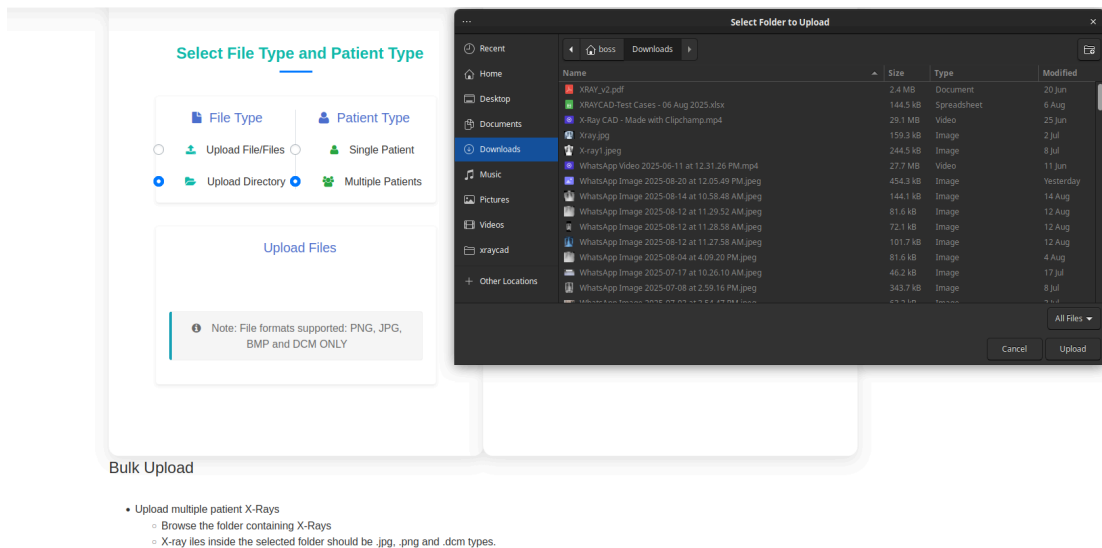 Select File Type and Patient Type
File Type
Patient Type
Upload File/Files
Single Patient
Upload Directory
Multiple Patients
Upload Files
Note: File formats supported: PNG, JPG,
BMP and DCM ONLY
Select Folder to Upload
Recent
Home
Desktop
Documents
Downloads
Music
Pictures
Videos
xraycad
Other Locations
boss Downloads
Name Size Type Modified
XRAY_v2.pdf 2.4 MB Document 20 Jun
XRAYCAD-Test Cases - 06 Aug 2025.xlsx 144.5 kB Spreadsheet 6 Aug
X-Ray CAD - Made with Clipchamp.mp4 29.1 MB Video 25 Jun
Xray.jpg 159.3 kB Image 2 Jul
X-ray1.jpeg 244.5 kB Image 8 Jul
WhatsApp Video 2025-06-11 at 12.31.26 PM.mp4 27.7 MB Video 11 Jun
WhatsApp Image 2025-08-20 at 12.05.49 PM.jpeg 454.3 kB Image Yesterday
WhatsApp Image 2025-08-14 at 10.58.48 AM.jpeg 144.1 kB Image 14 Aug
WhatsApp Image 2025-08-12 at 11.29.52 AM.jpeg 81.6 kB Image 12 Aug
WhatsApp Image 2025-08-12 at 11.28.58 AM.jpeg 72.1 kB Image 12 Aug
WhatsApp Image 2025-08-12 at 11.27.58 AM.jpeg 101.7 kB Image 12 Aug
WhatsApp Image 2025-08-04 at 4.09.20 PM.jpeg 81.6 kB Image 4 Aug
WhatsApp Image 2025-07-17 at 10.26.10 AM.jpeg 46.2 kB Image 17 Jul
WhatsApp Image 2025-07-08 at 2.59.16 PM.jpeg 343.7 kB Image 8 Jul
All Files
Cancel Upload
Bulk Upload
Upload multiple patient X-Rays
Browse the folder containing X-Rays
X-ray iles inside the selected folder should be .jpg, .png and .dcm types.